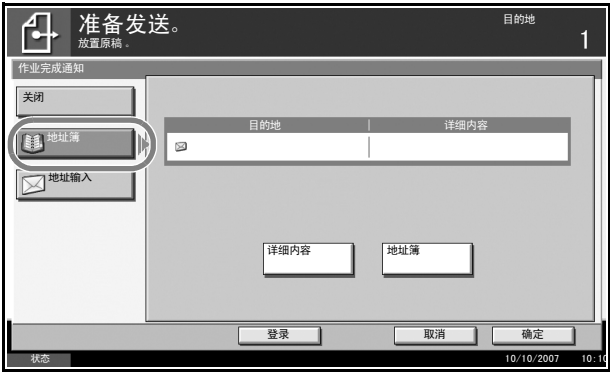 准备发送。
放置原稿 。
目的地
1
作业完成通知
关闭
地址簿
地址输入
目的地
详细内容
详细内容
地址簿
登录
取消
确定
状态
10/10/2007 10:10